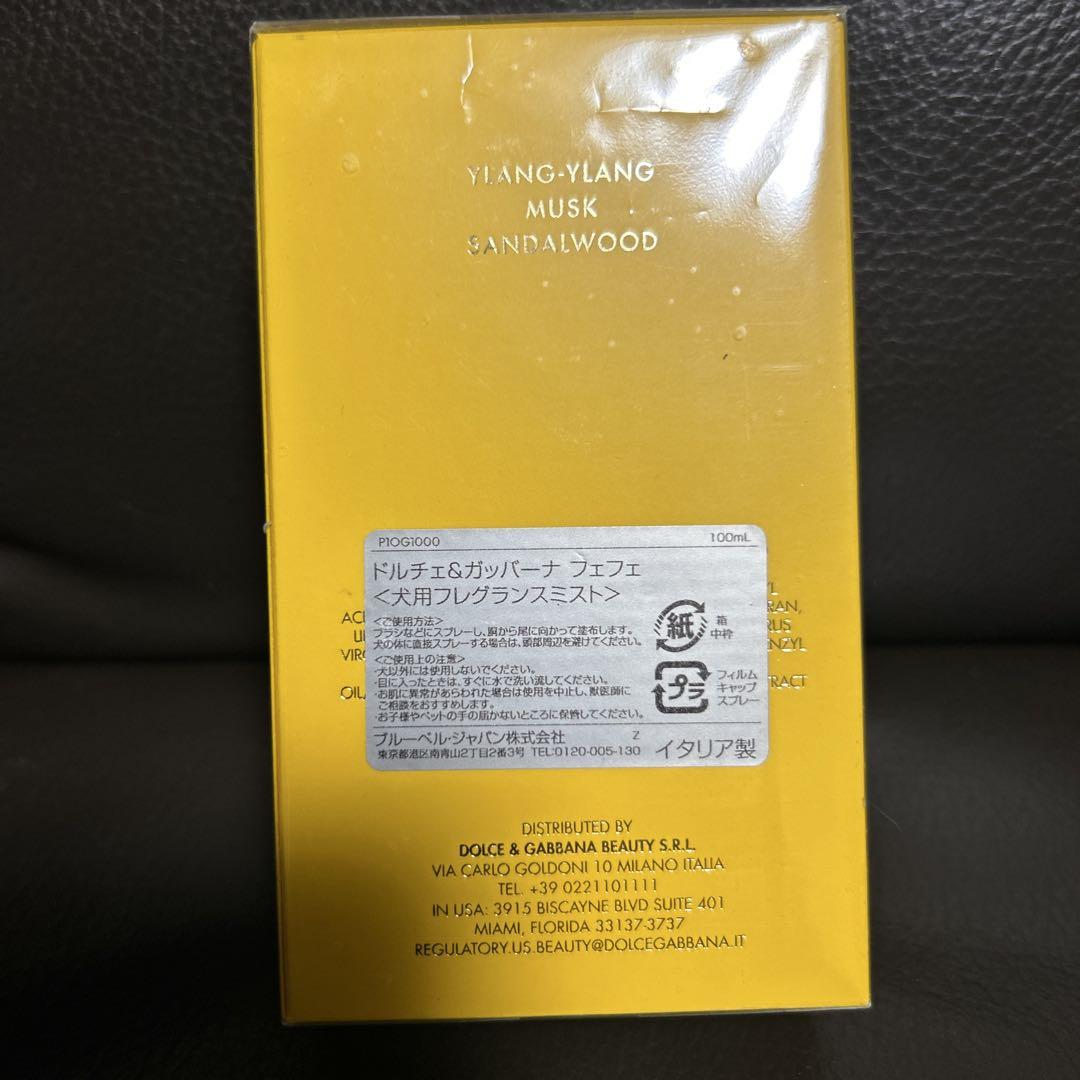 YLANG-YLANG
MUSK
SANDALWOOD
P1OG1000
100mL
ドルチェ&ガッバーナ フェフェ
<犬用フレグランスミスト>
<ご使用方法>
ブラシなどにスプレーし、胴から尾に向かって塗布します。
犬の体に直接スプレーする場合は、頭部周辺を避けてください。
<ご使用上の注意>
・犬以外には使用しないでください。
・目に入ったときは、すぐに水で洗い流してください。
・お肌に異常があらわれた場合は使用を中止し、獣医師に
ご相談をおすすめします。
・お子様やペットの手の届かないところに保管してください。
紙
箱
中枠
プラ
フィルム
キャップ
スプレー
ブルーベル・ジャパン株式会社 Z
東京都港区南青山2丁目2番3号 TEL:0120-005-130
イタリア製
DISTRIBUTED BY
DOLCE & GABBANA BEAUTY S.R.L.
VIA CARLO GOLDONI 10 MILANO ITALIA
TEL. +39 0221101111
IN USA: 3915 BISCAYNE BLVD SUITE 401
MIAMI, FLORIDA 33137-3737
REGULATORY.US.BEAUTY@DOLCEGABBANA.IT